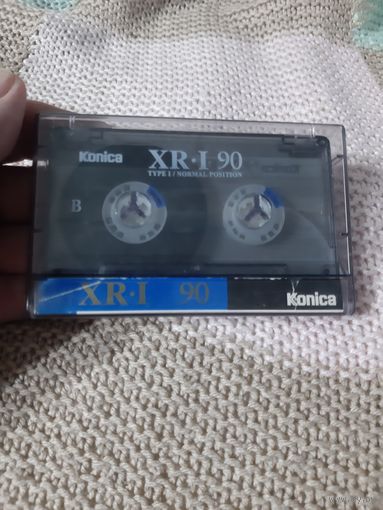 Konica XR·I 90
TYPE I / NORMAL POSITION
B
XR·I 90
Konica